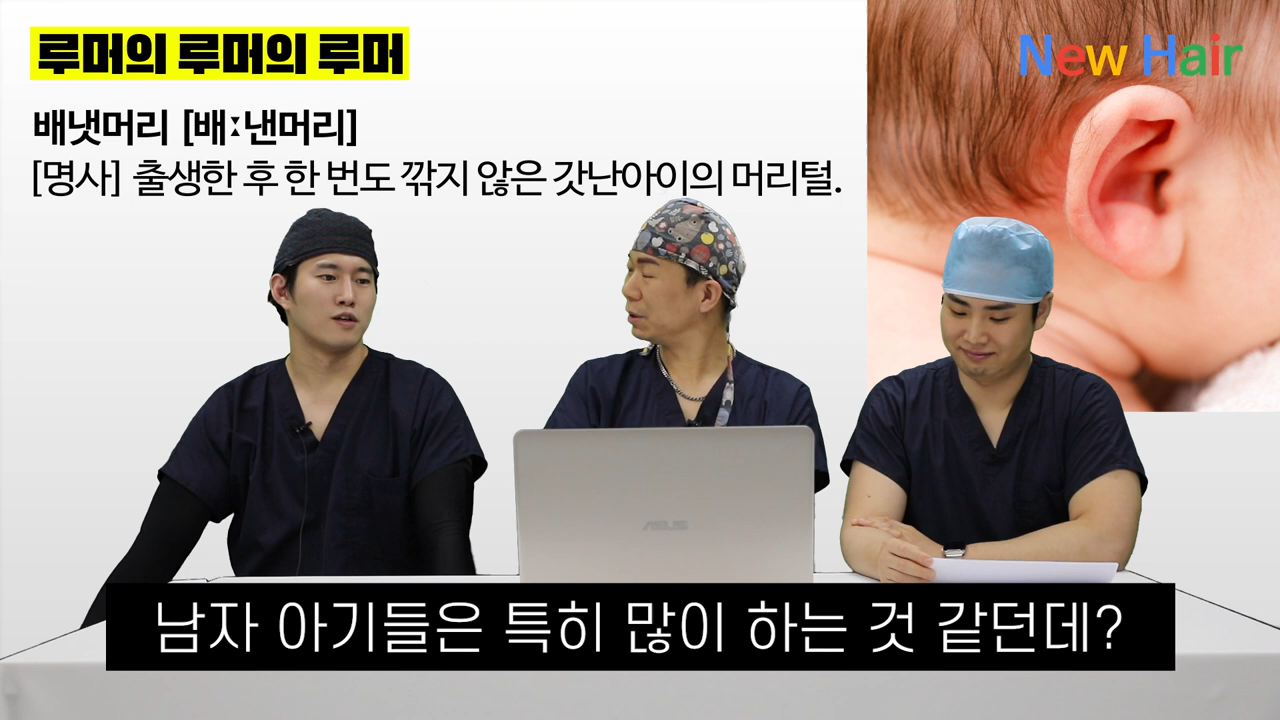 루머의 루머의 루머
New Hair
배냇머리 [배ː낸머리]
[명사] 출생한 후 한 번도 깎지 않은 갓난아이의 머리털.
ASUS
남자 아기들은 특히 많이 하는 것 같던데?